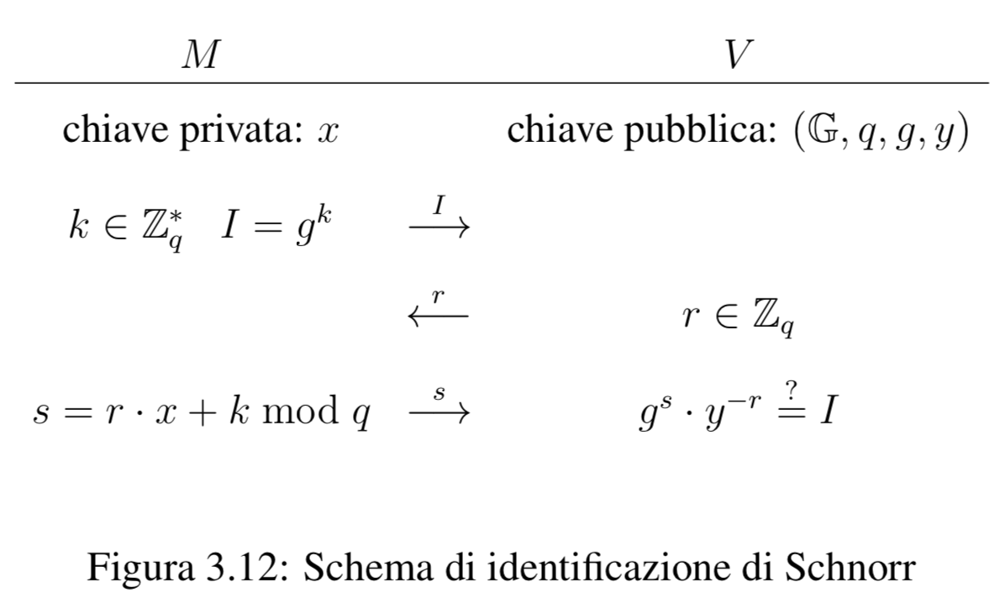 M V
chiave privata: x chiave pubblica: (𝔾, q, g, y)
k ∈ ℤ*_q I = g^k I ⟶
⟵ r r ∈ ℤ_q
s = r · x + k mod q s ⟶ g^s · y^{-r} ≟ I
Figura 3.12: Schema di identificazione di Schnorr